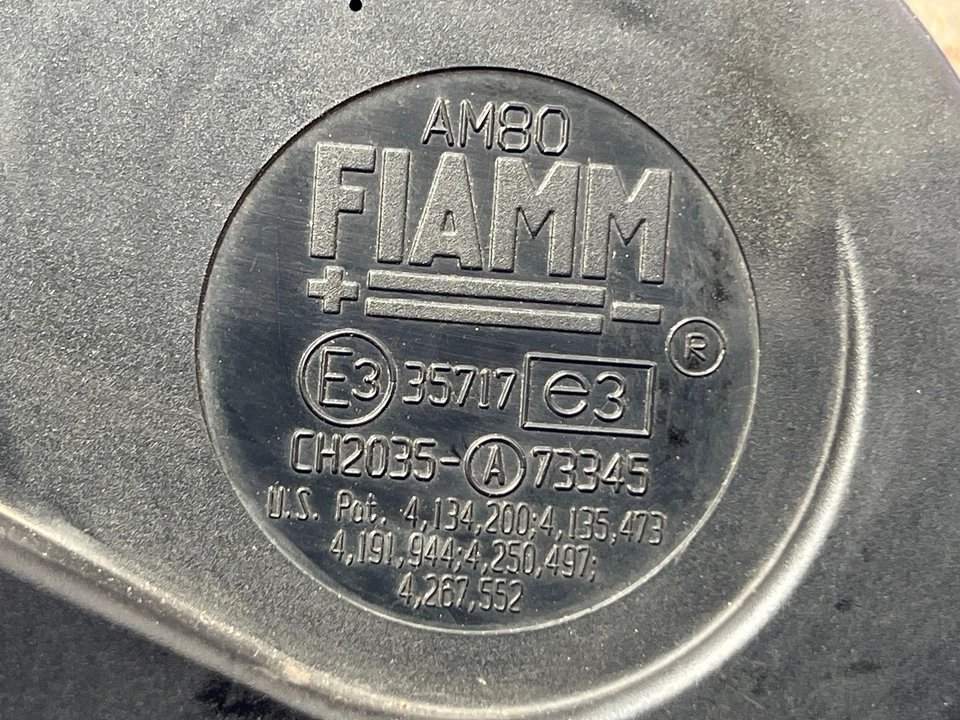 AM80
FIAMM
+ -
®
E3 35717 e3
CH2035-A 73345
U.S. Pat. 4,134,200;4,135,473
4,191,944;4,250,497;
4,267,552